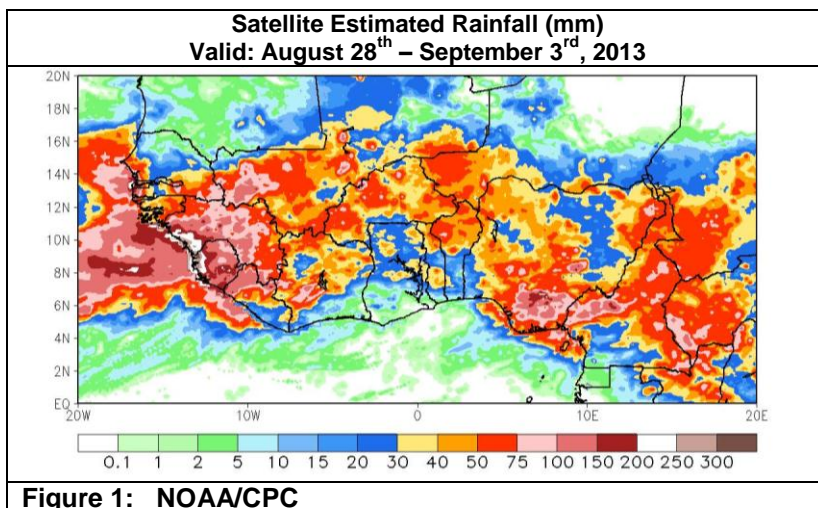 Satellite Estimated Rainfall (mm)
Valid: August 28th – September 3rd, 2013
20N
18N
16N
14N
12N
10N
8N
6N
4N
2N
EQ
20W 10W 0 10E 20E
0.1 1 2 5 10 15 20 30 40 50 75 100 150 200 250 300
Figure 1: NOAA/CPC